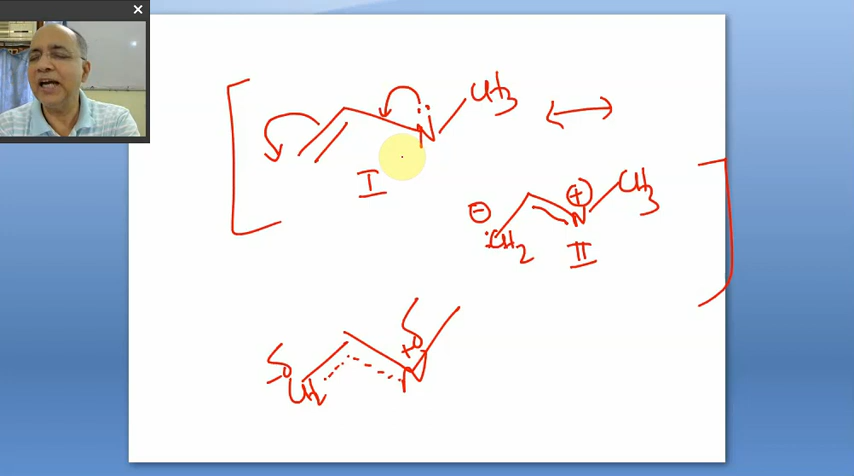 N̈ CH3
I
⊖ :CH2 N⊕ CH3
II
δ- CH2 N δ+